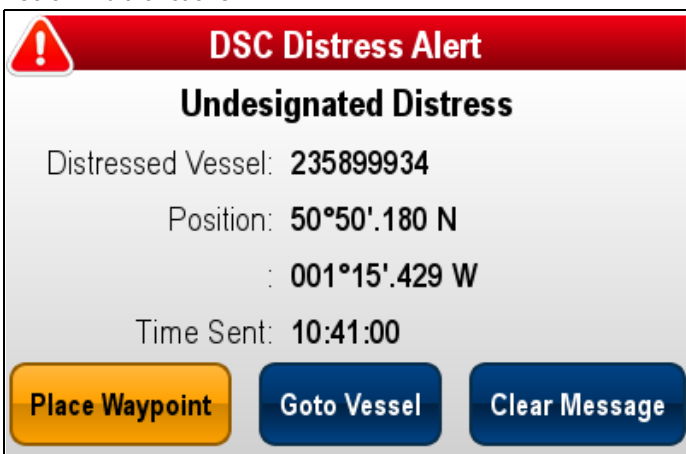 DSC Distress Alert
Undesignated Distress
Distressed Vessel: 235899934
Position: 50°50'.180 N
: 001°15'.429 W
Time Sent: 10:41:00
Place Waypoint Goto Vessel Clear Message